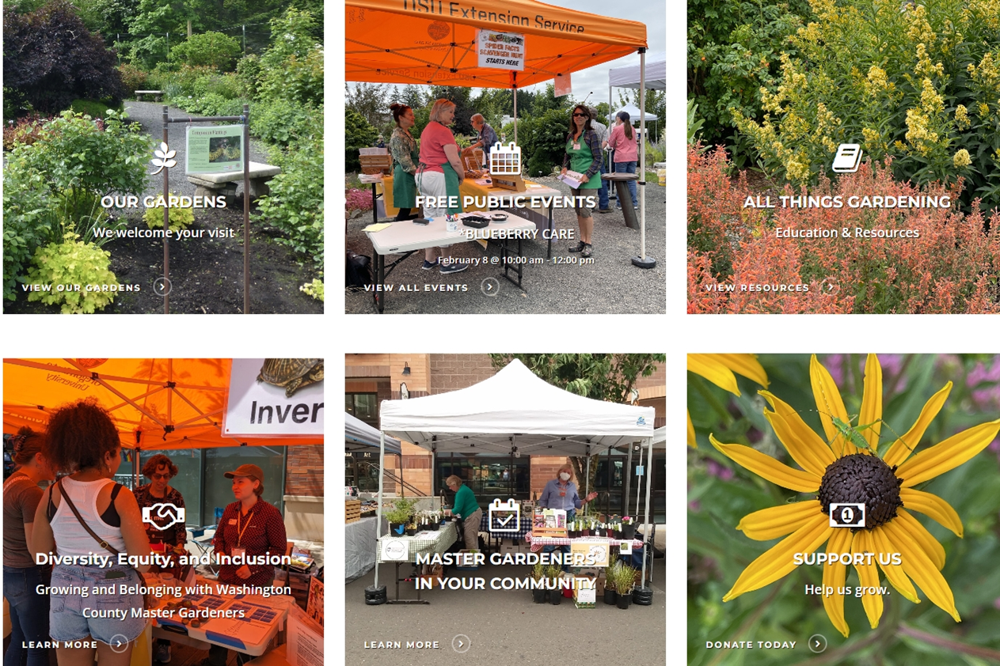 OUR GARDENS
We welcome your visit
VIEW OUR GARDENS
OSU Extension Service
SPIDER FACTS
SCAVENGER HUNT
STARTS HERE
FREE PUBLIC EVENTS
*BLUEBERRY CARE
February 8 @ 10:00 am - 12:00 pm
VIEW ALL EVENTS
ALL THINGS GARDENING
Education & Resources
VIEW RESOURCES
University
Inver
Diversity, Equity, and Inclusion
Growing and Belonging with Washington
County Master Gardeners
LEARN MORE
MASTER GARDENERS
IN YOUR COMMUNITY
LEARN MORE
1
SUPPORT US
Help us grow.
DONATE TODAY